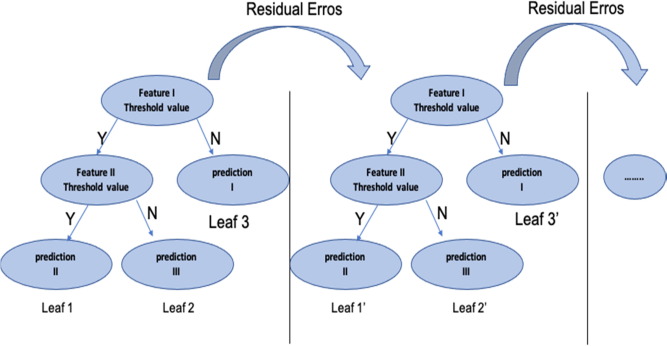 Residual Erros
Residual Erros
Feature I
Threshold value
Feature I
Threshold value
Y
N
Y
N
Feature II
Threshold value
prediction
I
Feature II
Threshold value
prediction
I
........
Leaf 3
Leaf 3'
Y
N
Y
N
prediction
II
prediction
III
prediction
II
prediction
III
Leaf 1
Leaf 2
Leaf 1'
Leaf 2'